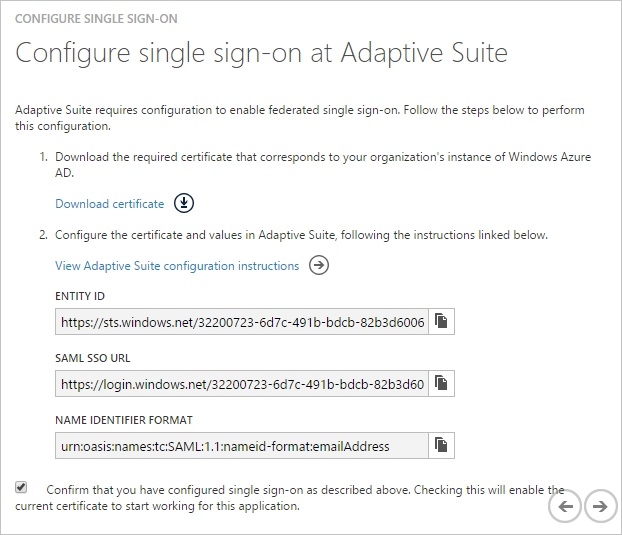 CONFIGURE SINGLE SIGN-ON
Configure single sign-on at Adaptive Suite
Adaptive Suite requires configuration to enable federated single sign-on. Follow the steps below to perform
this configuration.
1. Download the required certificate that corresponds to your organization's instance of Windows Azure
AD.
Download certificate
2. Configure the certificate and values in Adaptive Suite, following the instructions linked below.
View Adaptive Suite configuration instructions
ENTITY ID
https://sts.windows.net/32200723-6d7c-491b-bdcb-82b3d6006
SAML SSO URL
https://login.windows.net/32200723-6d7c-491b-bdcb-82b3d60
NAME IDENTIFIER FORMAT
urn:oasis:names:tc:SAML:1.1:nameid-format:emailAddress
Confirm that you have configured single sign-on as described above. Checking this will enable the
current certificate to start working for this application.